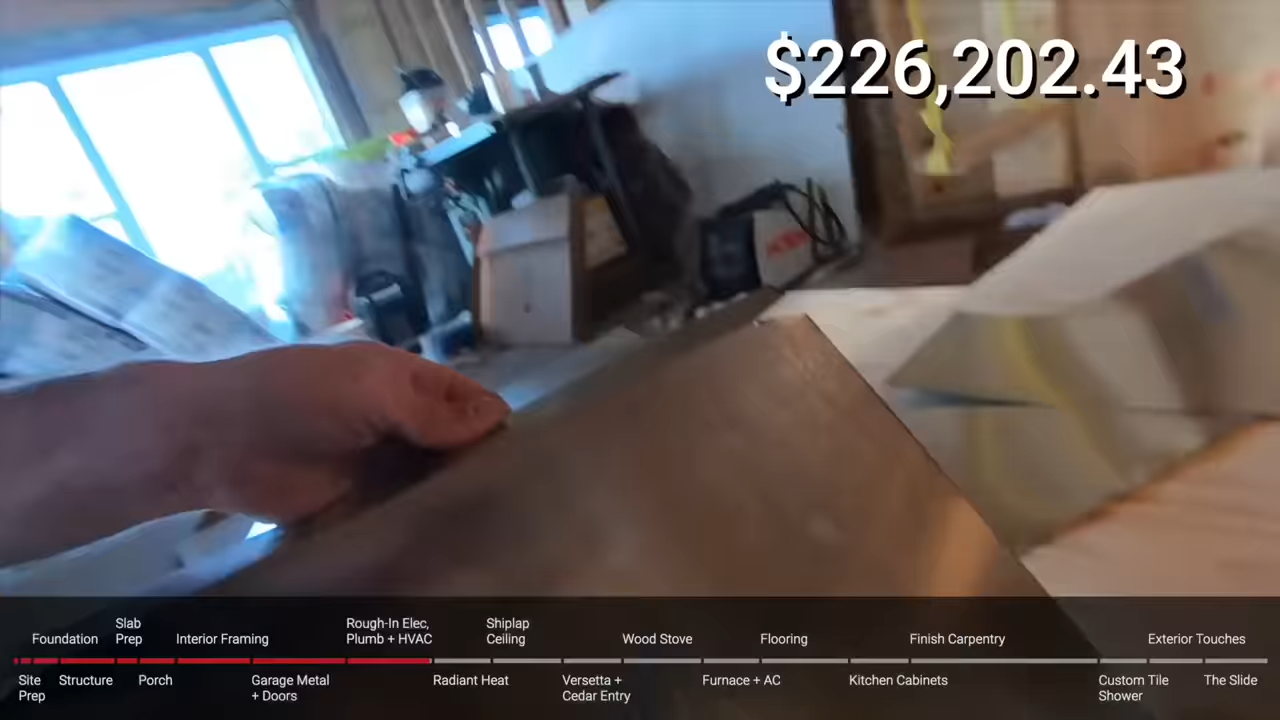 $226,202.43
Foundation
Slab
Prep
Interior Framing
Rough-In Elec,
Plumb + HVAC
Shiplap
Ceiling
Wood Stove
Flooring
Finish Carpentry
Exterior Touches
Site
Prep
Structure
Porch
Garage Metal
+ Doors
Radiant Heat
Versetta +
Cedar Entry
Furnace + AC
Kitchen Cabinets
Custom Tile
Shower
The Slide